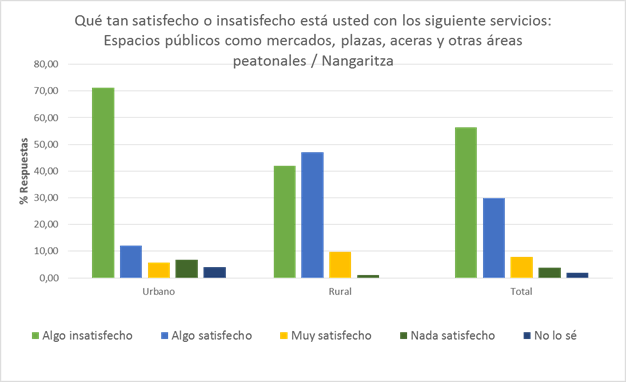 Qué tan satisfecho o insatisfecho está usted con los siguiente servicios:
Espacios públicos como mercados, plazas, aceras y otras áreas
peatonales / Nangaritza
% Respuestas
80,00
70,00
60,00
50,00
40,00
30,00
20,00
10,00
0,00
Urbano Rural Total
Algo insatisfecho Algo satisfecho Muy satisfecho Nada satisfecho No lo sé